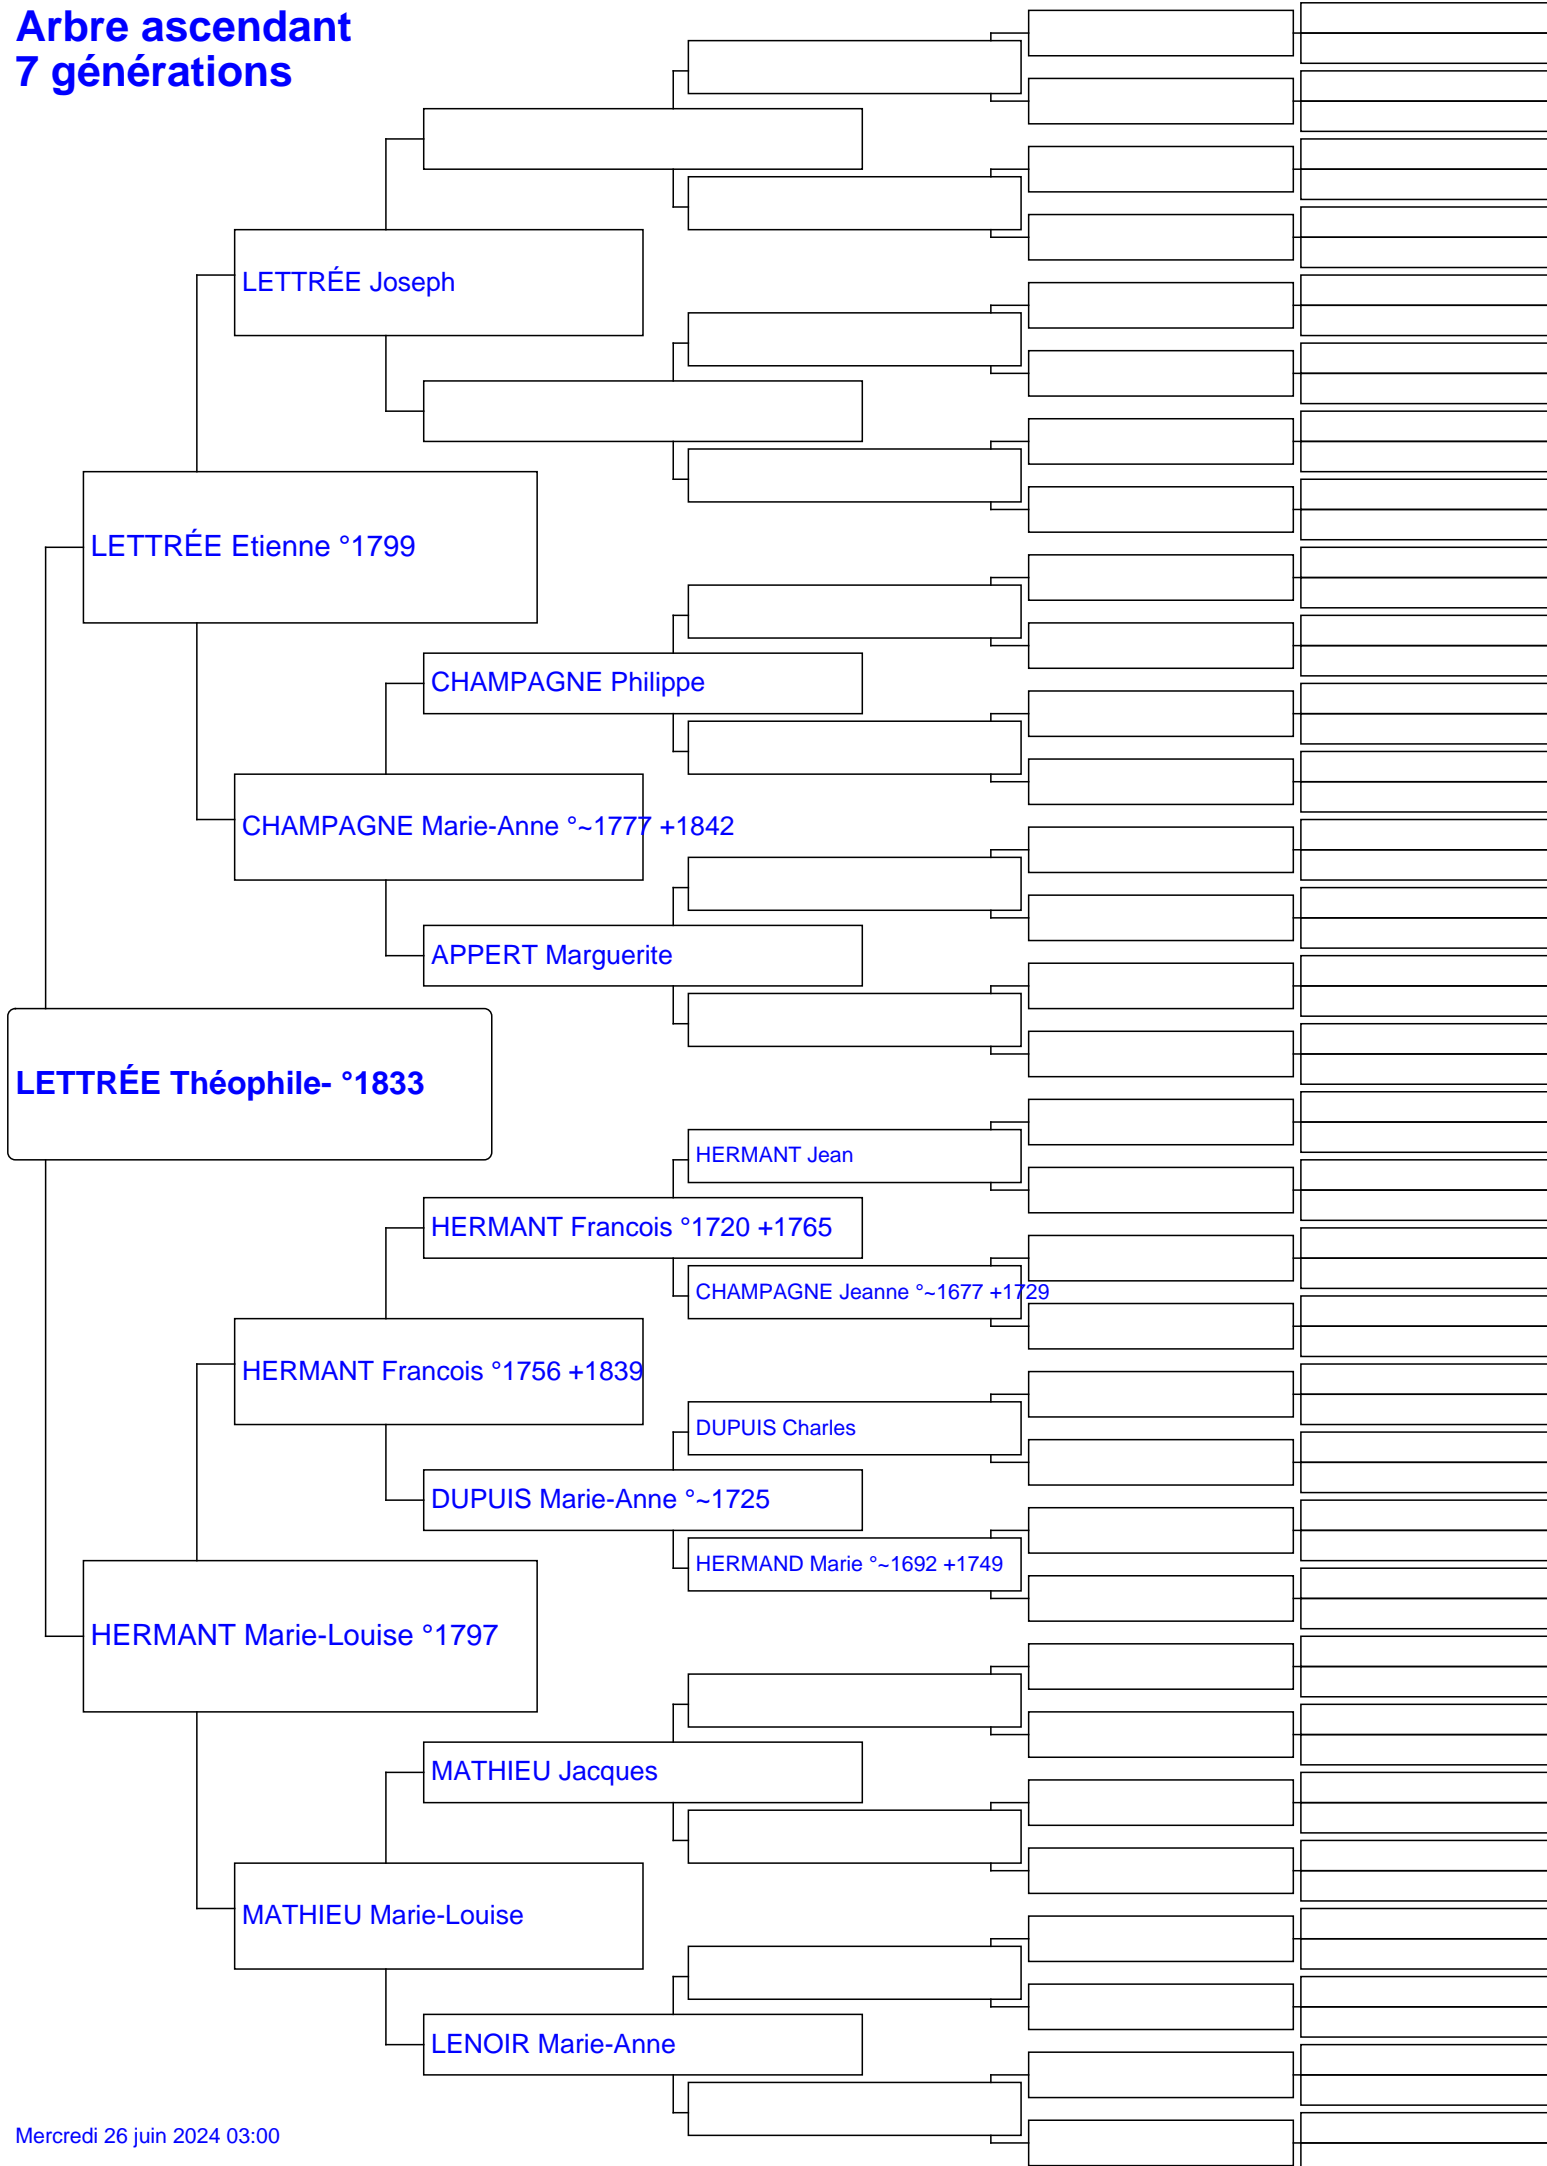 Arbre ascendant
7 générations
LETTRÉE Joseph
LETTRÉE Etienne °1799
CHAMPAGNE Philippe
CHAMPAGNE Marie-Anne °~1777 +1842
APPERT Marguerite
LETTRÉE Théophile- °1833
HERMANT Jean
HERMANT Francois °1720 +1765
CHAMPAGNE Jeanne °~1677 +1729
HERMANT Francois °1756 +1839
DUPUIS Charles
DUPUIS Marie-Anne °~1725
HERMAND Marie °~1692 +1749
HERMANT Marie-Louise °1797
MATHIEU Jacques
MATHIEU Marie-Louise
LENOIR Marie-Anne
Mercredi 26 juin 2024 03:00